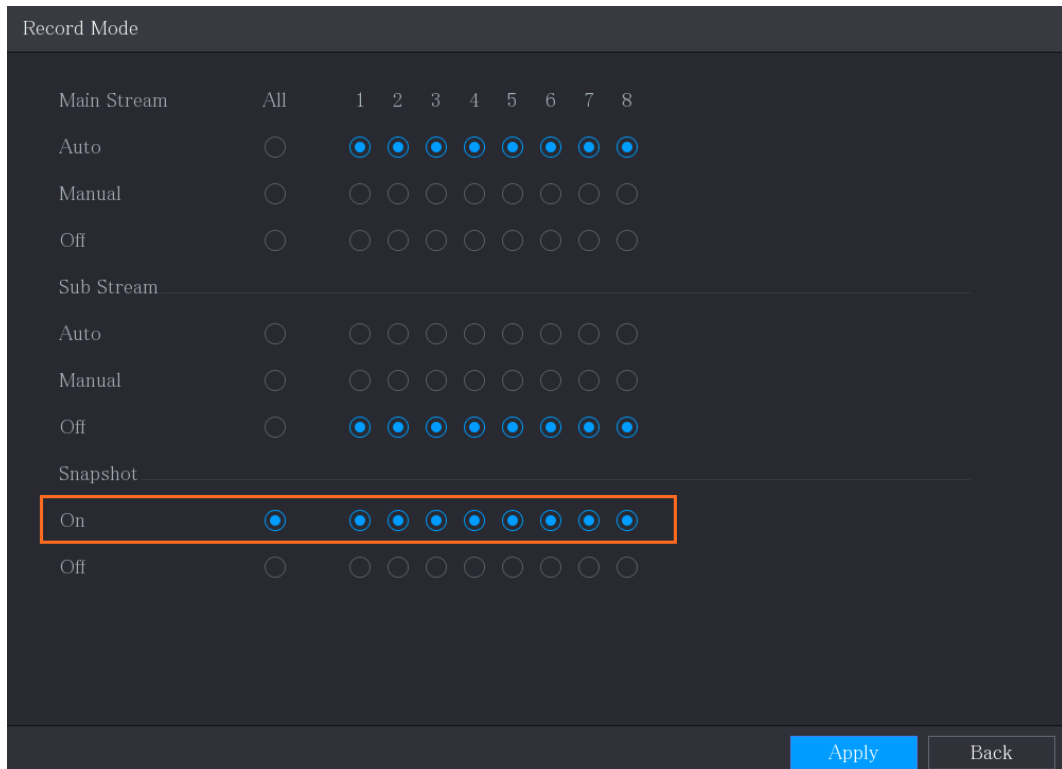 Record Mode
Main Stream All 1 2 3 4 5 6 7 8
Auto
Manual
Off
Sub Stream
Auto
Manual
Off
Snapshot
On
Off
Apply Back